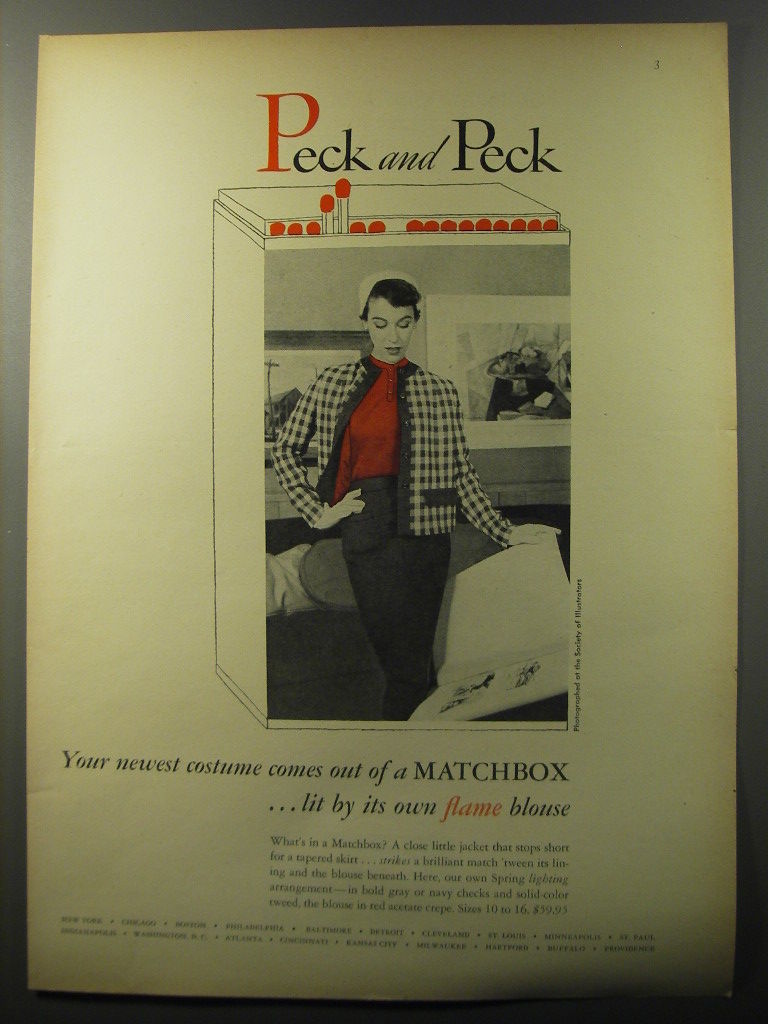 3
Peck and Peck
Photographed at the Society of Illustrators
Your newest costume comes out of a MATCHBOX
...lit by its own flame blouse
What's in a Matchbox? A close little jacket that stops short
for a tapered skirt... strikes a brilliant match 'tween its lin-
ing and the blouse beneath. Here, our own Spring lighting
arrangement—in bold gray or navy checks and solid-color
tweed, the blouse in red acetate crepe. Sizes 10 to 16. $59.95
NEW YORK • CHICAGO • BOSTON • PHILADELPHIA • BALTIMORE • DETROIT • CLEVELAND • ST. LOUIS • MINNEAPOLIS • ST. PAUL
INDIANAPOLIS • WASHINGTON, D.C. • ATLANTA • CINCINNATI • KANSAS CITY • MILWAUKEE • HARTFORD • BUFFALO • PROVIDENCE